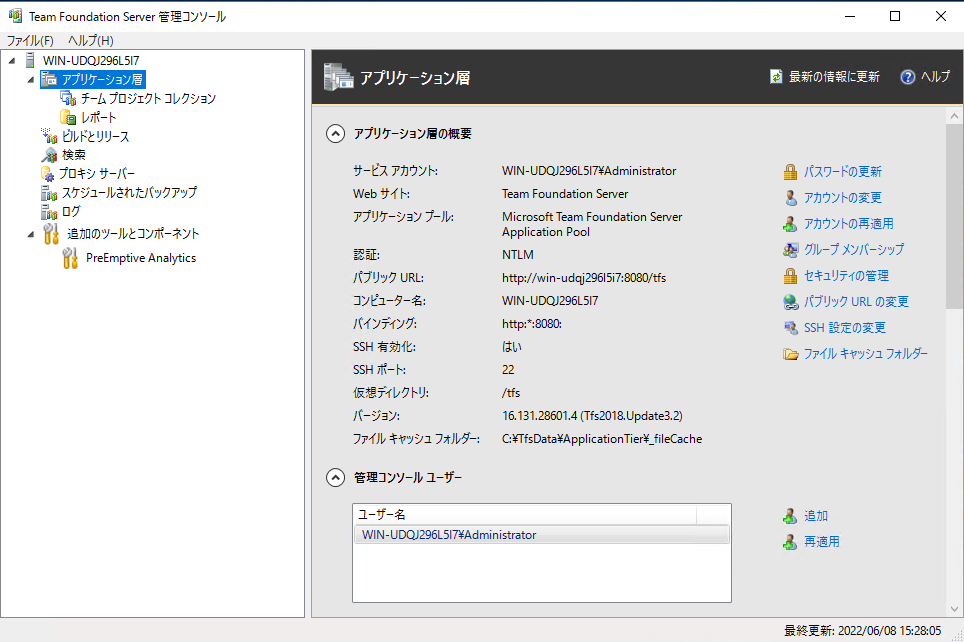 Team Foundation Server 管理コンソール
ファイル(F) ヘルプ(H)
WIN-UDQJ296L5I7
アプリケーション層
チーム プロジェクト コレクション
レポート
ビルドとリリース
検索
プロキシ サーバー
スケジュールされたバックアップ
ログ
追加のツールとコンポーネント
PreEmptive Analytics
アプリケーション層
最新の情報に更新 ヘルプ
アプリケーション層の概要
サービス アカウント: WIN-UDQJ296L5I7¥Administrator
Web サイト: Team Foundation Server
アプリケーション プール: Microsoft Team Foundation Server
Application Pool
認証: NTLM
パブリック URL: http://win-udqj296l5i7:8080/tfs
コンピューター名: WIN-UDQJ296L5I7
バインディング: http:*:8080:
SSH 有効化: はい
SSH ポート: 22
仮想ディレクトリ: /tfs
バージョン: 16.131.28601.4 (Tfs2018.Update3.2)
ファイル キャッシュ フォルダー: C:¥TfsData¥ApplicationTier¥_fileCache
パスワードの更新
アカウントの変更
アカウントの再適用
グループ メンバーシップ
セキュリティの管理
パブリック URL の変更
SSH 設定の変更
ファイル キャッシュ フォルダー
管理コンソール ユーザー
ユーザー名
WIN-UDQJ296L5I7¥Administrator
追加
再適用
最終更新: 2022/06/08 15:28:05